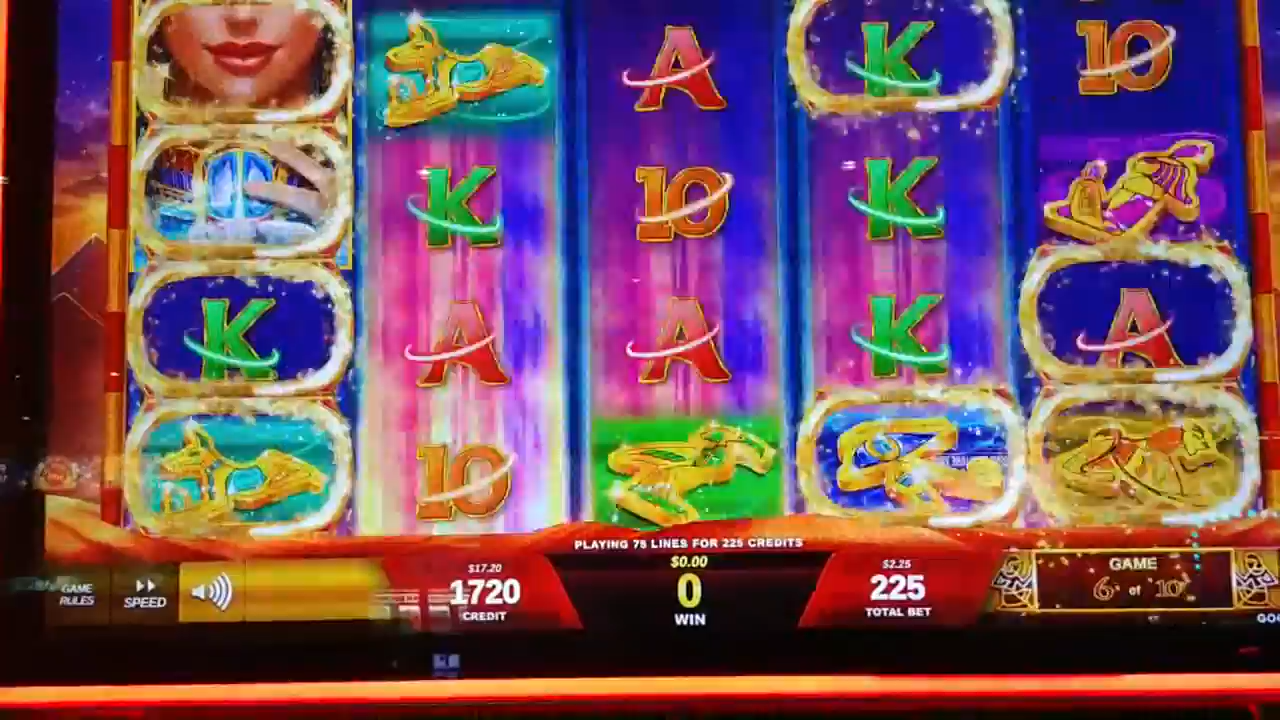 A K 10
K 10 K
K A A K A
10
PLAYING 75 LINES FOR 225 CREDITS
GAME RULES
SPEED
$17.20
1720
CREDIT
$0.00
0
WIN
$2.25
225
TOTAL BET
GAME
6 of 10